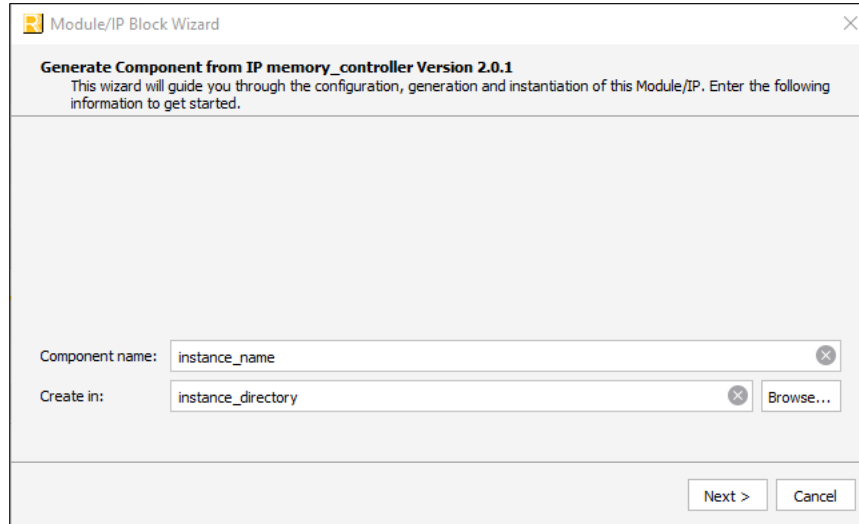 Module/IP Block Wizard
Generate Component from IP memory_controller Version 2.0.1
This wizard will guide you through the configuration, generation and instantiation of this Module/IP. Enter the following
information to get started.
Component name: instance_name
Create in: instance_directory Browse...
Next > Cancel